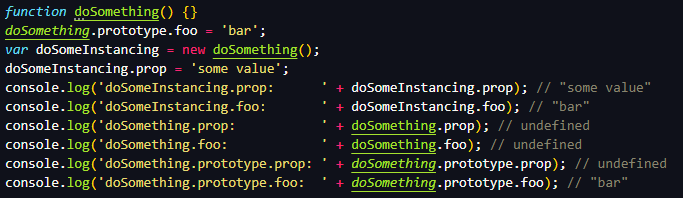 function doSomething() {}
doSomething.prototype.foo = 'bar';
var doSomeInstancing = new doSomething();
doSomeInstancing.prop = 'some value';
console.log('doSomeInstancing.prop:      ' + doSomeInstancing.prop); // "some value"
console.log('doSomeInstancing.foo:       ' + doSomeInstancing.foo); // "bar"
console.log('doSomething.prop:           ' + doSomething.prop); // undefined
console.log('doSomething.foo:            ' + doSomething.foo); // undefined
console.log('doSomething.prototype.prop: ' + doSomething.prototype.prop); // undefined
console.log('doSomething.prototype.foo:  ' + doSomething.prototype.foo); // "bar"